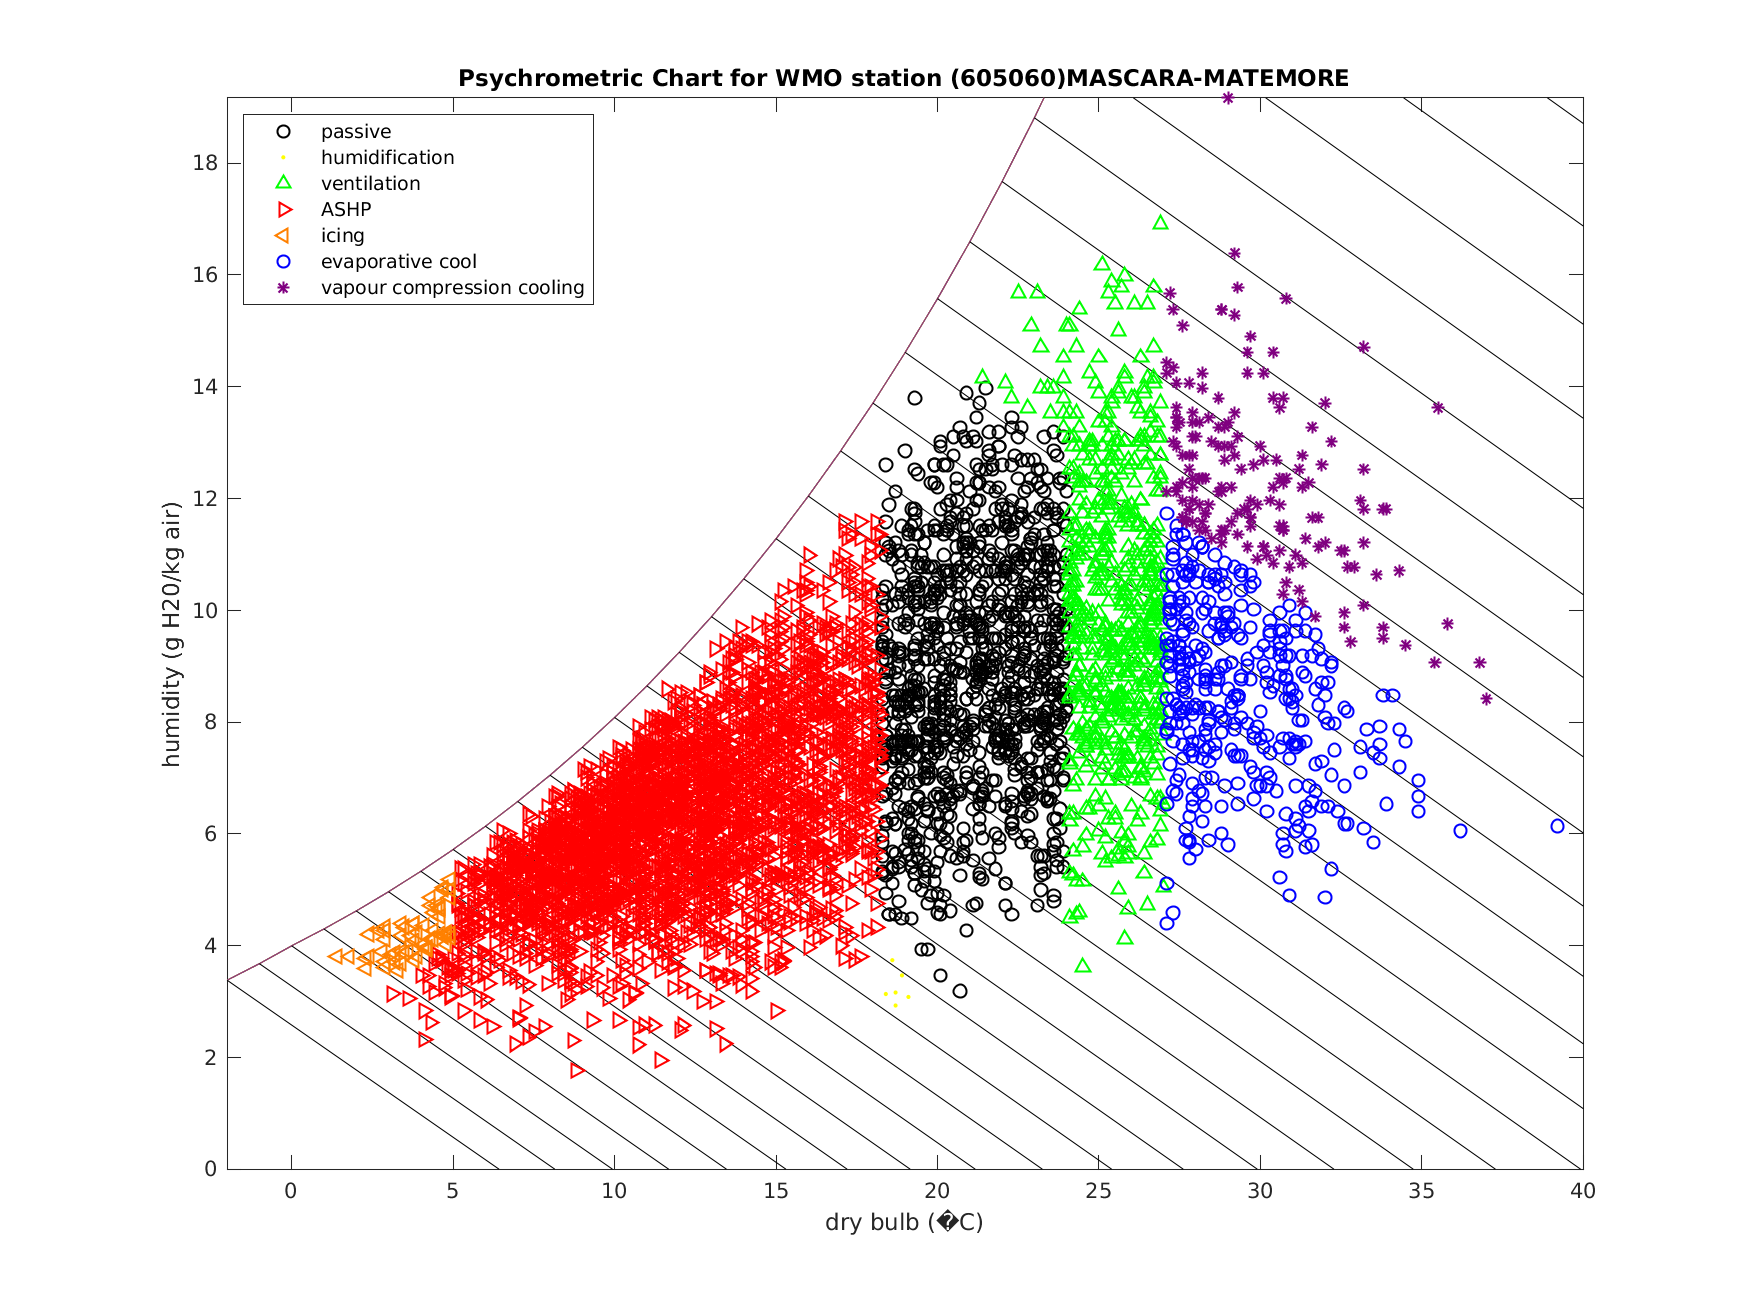 Psychrometric Chart for WMO station (605060)MASCARA-MATEMORE
passive
humidification
ventilation
ASHP
icing
evaporative cool
vapour compression cooling
humidity (g H20/kg air)
18
16
14
12
10
8
6
4
2
0
0 5 10 15 20 25 30 35 40
dry bulb (�C)